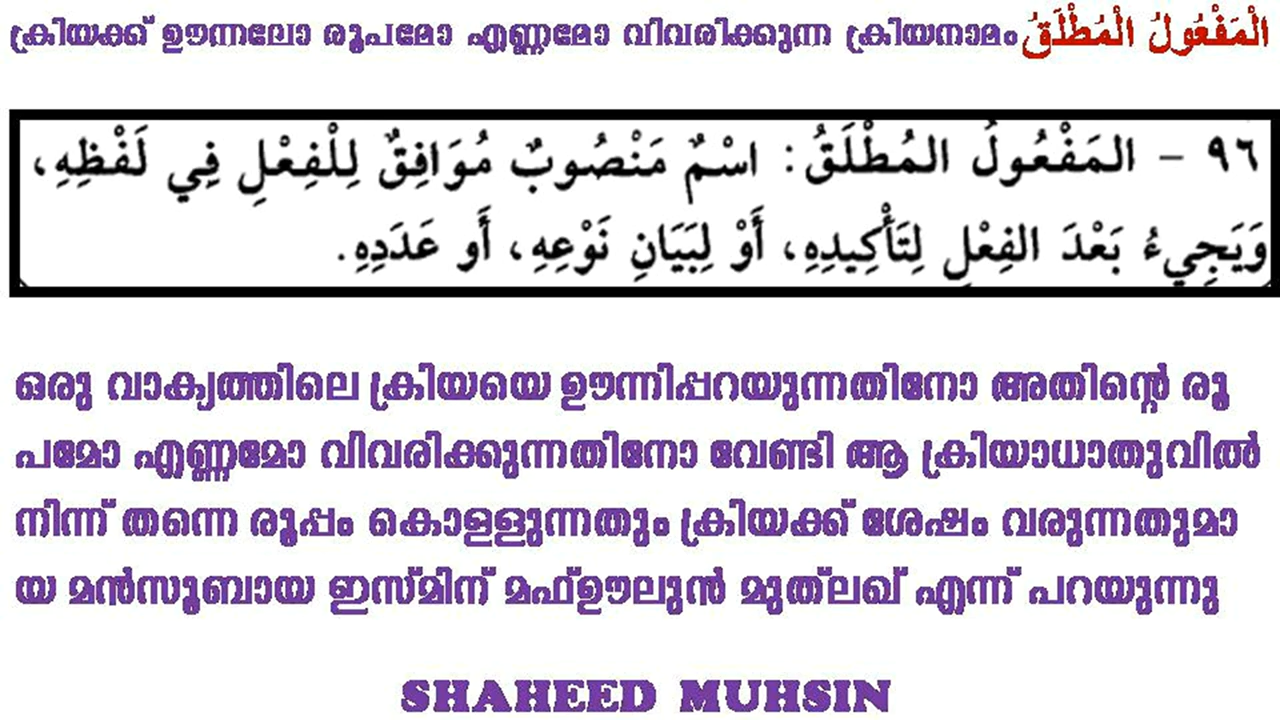 ക്രിയക്ക് ഊന്നലോ രൂപമോ എണ്ണമോ വിവരിക്കുന്ന ക്രിയനാമം الْمَفْعُولُ الْمُطْلَقُ
٩٦ – المَفْعُولُ المُطْلَقُ: اسْمٌ مَنْصُوبٌ مُوَافِقٌ لِلْفِعْلِ فِي لَفْظِهِ،
وَيَجِيءُ بَعْدَ الفِعْلِ لِتَأْكِيدِهِ، أَوْ لِبَيَانِ نَوْعِهِ، أَو عَدَدِهِ.
ഒരു വാക്യത്തിലെ ക്രിയയെ ഊന്നിപ്പറയുന്നതിനോ അതിന്റെ രൂ
പമോ എണ്ണമോ വിവരിക്കുന്നതിനോ വേണ്ടി ആ ക്രിയാധാതുവിൽ
നിന്ന് തന്നെ രൂപ്പം കൊളളുന്നതും ക്രിയക്ക് ശേഷം വരുന്നതുമാ
യ മൻസൂബായ ഇസ്മിന് മഫ്ഊലുൻ മുത്‌ലഖ് എന്ന് പറയുന്നു
SHAHEED MUHSIN